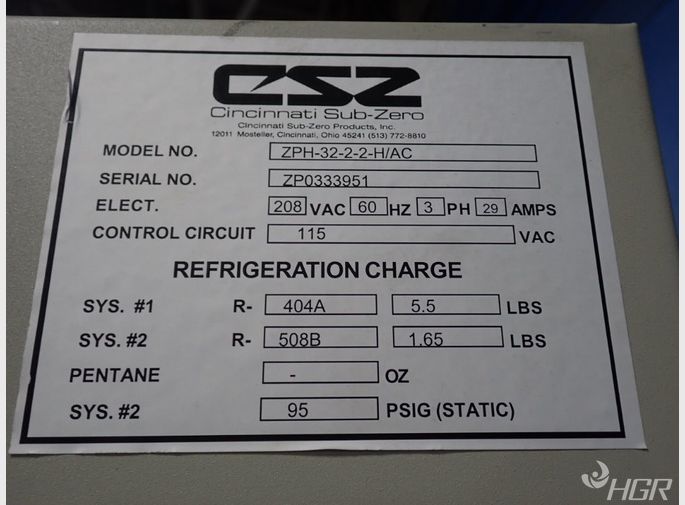 CSZ
Cincinnati Sub-Zero
Cincinnati Sub-Zero Products, Inc.
12011 Mosteller, Cincinnati, Ohio 45241 (513) 772-8810
MODEL NO. ZPH-32-2-2-H/AC
SERIAL NO. ZP0333951
ELECT. 208 VAC 60 HZ 3 PH 29 AMPS
CONTROL CIRCUIT 115 VAC
REFRIGERATION CHARGE
SYS. #1 R- 404A 5.5 LBS
SYS. #2 R- 508B 1.65 LBS
PENTANE - OZ
SYS. #2 95 PSIG (STATIC)
HGR